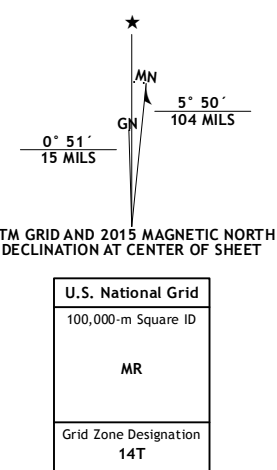 ★
MN
GN
5° 50´
104 MILS
0° 51´
15 MILS
TM GRID AND 2015 MAGNETIC NORTH
DECLINATION AT CENTER OF SHEET
U.S. National Grid
100,000-m Square ID
MR
Grid Zone Designation
14T